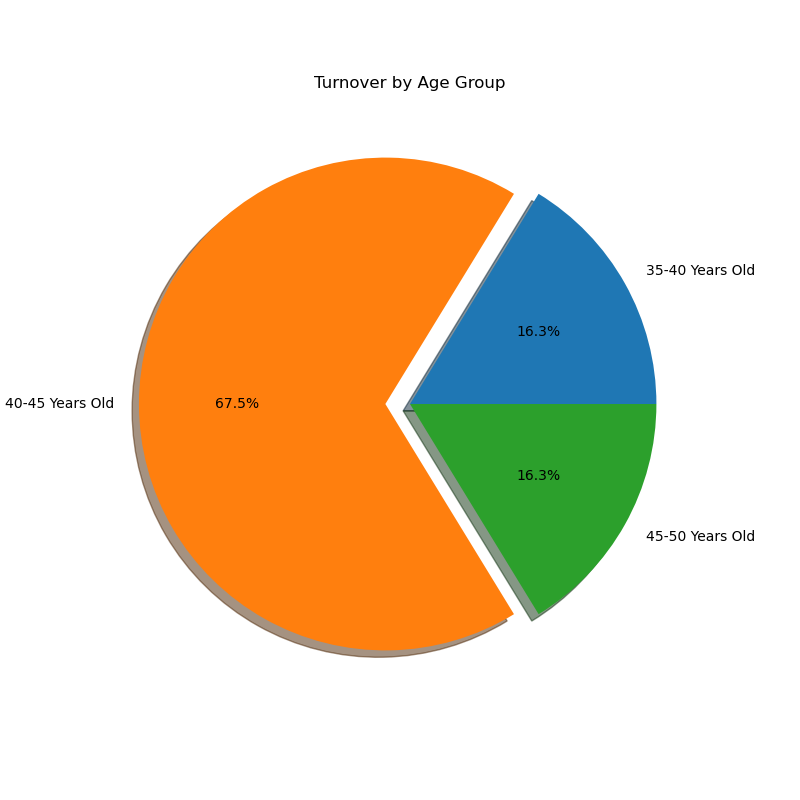 Turnover by Age Group
35-40 Years Old
16.3%
40-45 Years Old
67.5%
16.3%
45-50 Years Old